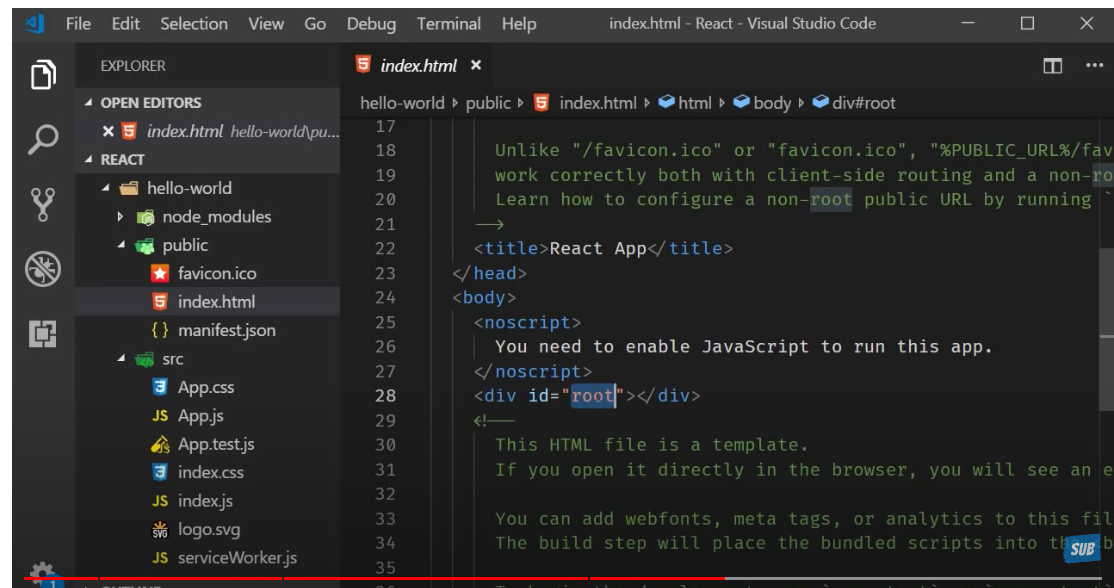 File Edit Selection View Go Debug Terminal Help index.html - React - Visual Studio Code
EXPLORER
OPEN EDITORS
index.html hello-world\pu...
REACT
hello-world
node_modules
public
favicon.ico
index.html
{ } manifest.json
src
App.css
JS App.js
App.test.js
index.css
JS index.js
SVG logo.svg
JS serviceWorker.js
1
index.html
hello-world public index.html html body div#root
17
18 Unlike "/favicon.ico" or "favicon.ico", "%PUBLIC_URL%/fav
19 work correctly both with client-side routing and a non-ro
20 Learn how to configure a non-root public URL by running `
21 -->
22 <title>React App</title>
23 </head>
24 <body>
25 <noscript>
26 You need to enable JavaScript to run this app.
27 </noscript>
28 <div id="root"></div>
29 <!--
30 This HTML file is a template.
31 If you open it directly in the browser, you will see an e
32
33 You can add webfonts, meta tags, or analytics to this fil
34 The build step will place the bundled scripts into the
35
SUB